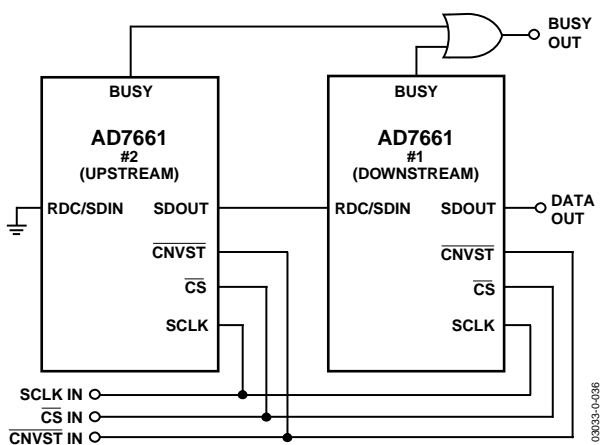 BUSY
OUT
BUSY
BUSY
AD7661
#2
(UPSTREAM)
AD7661
#1
(DOWNSTREAM)
RDC/SDIN
SDOUT
RDC/SDIN
SDOUT
DATA
OUT
CNVST
CNVST
CS
CS
SCLK
SCLK
SCLK IN
CS IN
CNVST IN
03033-0-036